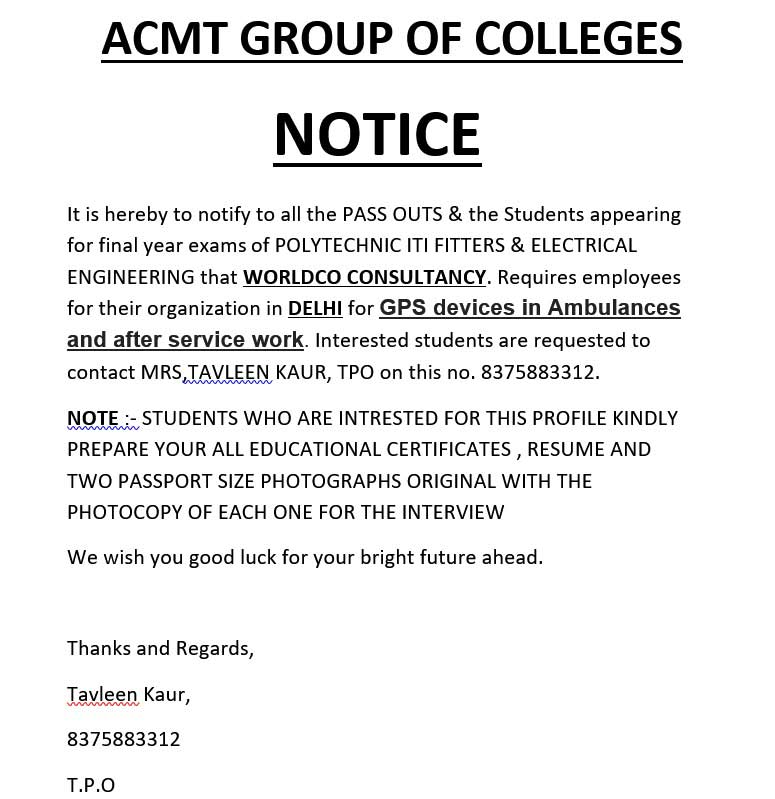 ACMT GROUP OF COLLEGES
NOTICE
It is hereby to notify to all the PASS OUTS & the Students appearing
for final year exams of POLYTECHNIC ITI FITTERS & ELECTRICAL
ENGINEERING that WORLDCO CONSULTANCY. Requires employees
for their organization in DELHI for GPS devices in Ambulances
and after service work. Interested students are requested to
contact MRS,TAVLEEN KAUR, TPO on this no. 8375883312.
NOTE :- STUDENTS WHO ARE INTRESTED FOR THIS PROFILE KINDLY
PREPARE YOUR ALL EDUCATIONAL CERTIFICATES , RESUME AND
TWO PASSPORT SIZE PHOTOGRAPHS ORIGINAL WITH THE
PHOTOCOPY OF EACH ONE FOR THE INTERVIEW
We wish you good luck for your bright future ahead.
Thanks and Regards,
Tavleen Kaur,
8375883312
T.P.O